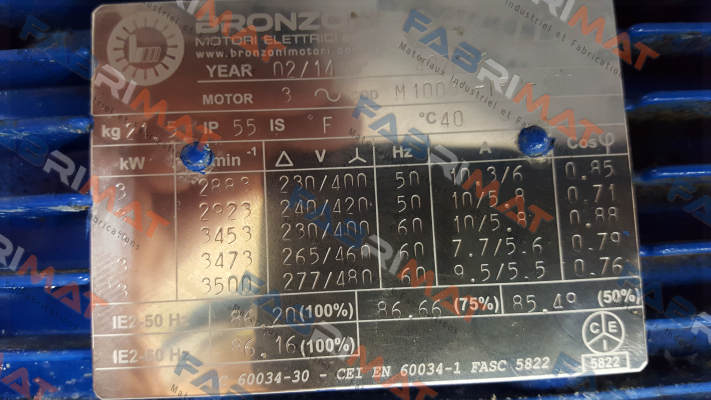 BRONZONI
MOTORI ELETTRICI
www.bronzonimotori.com
YEAR 02/14
MOTOR 3 ~ COD M100
kg IP 55 IS F °C 40
kW min⁻¹ Δ V Y Hz A Cosφ
3 2883 230/400 50 10.3/6 0.85
2923 240/420 50 10/5.8 0.71
3453 230/400 60 10/5.8 0.88
3 3473 265/460 60 7.7/5.6 0.79
3 3500 277/480 60 9.5/5.5 0.76
IE2-50 Hz 86.20(100%) 86.66 (75%) 85.49 (50%)
IE2-60 Hz 86.16(100%)
60034-30 - CEI EN 60034-1 FASC 5822
CEI
5822
FABRIMAT
Matériaux Industriel et Fabrications